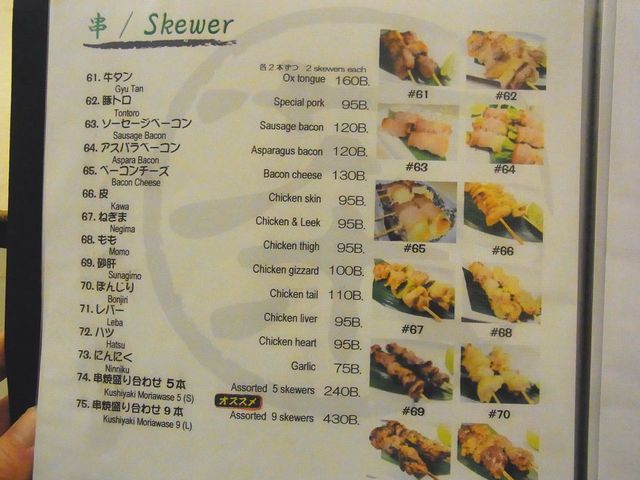 串 / Skewer
各2本ずつ 2 skewers each
61. 牛タン Ox tongue 160B.
Gyu Tan
62. 豚トロ Special pork 95B.
Tontoro
63. ソーセージベーコン Sausage bacon 120B.
Sausage Bacon
64. アスパラベーコン Asparagus bacon 120B.
Aspara Bacon
65. ベーコンチーズ Bacon cheese 130B.
Bacon Cheese
66. 皮 Chicken skin 95B.
Kawa
67. ねぎま Chicken & Leek 95B.
Negima
68. もも Chicken thigh 95B.
Momo
69. 砂肝 Chicken gizzard 100B.
Sunagimo
70. ぼんじり Chicken tail 110B.
Bonjiri
71. レバー Chicken liver 95B.
Leba
72. ハツ Chicken heart 95B.
Hatsu
73. にんにく Garlic 75B.
Ninniku
74. 串焼盛り合わせ 5本 Assorted 5 skewers 240B.
Kushiyaki Moriawase 5 (S)
オススメ
75. 串焼盛り合わせ 9本 Assorted 9 skewers 430B.
Kushiyaki Moriawase 9 (L)
#61 #62
#63 #64
#65 #66
#67 #68
#69 #70